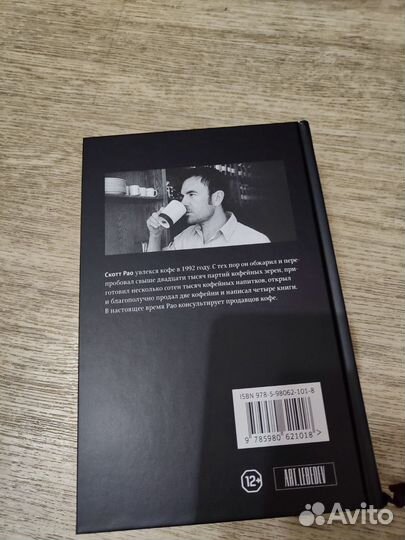 Скотт Рао увлекся кофе в 1992 году. С тех пор он обжарил и пере-
пробовал свыше двадцати тысяч партий кофейных зерен, при-
готовил несколько сотен тысяч кофейных напитков, открыл
и благополучно продал две кофейни и написал четыре книги.
В настоящее время Рао консультирует продавцов кофе.
ISBN 978-5-98062-101-8
9 785980 621018
12+
ART.LEBEDEV
Avito